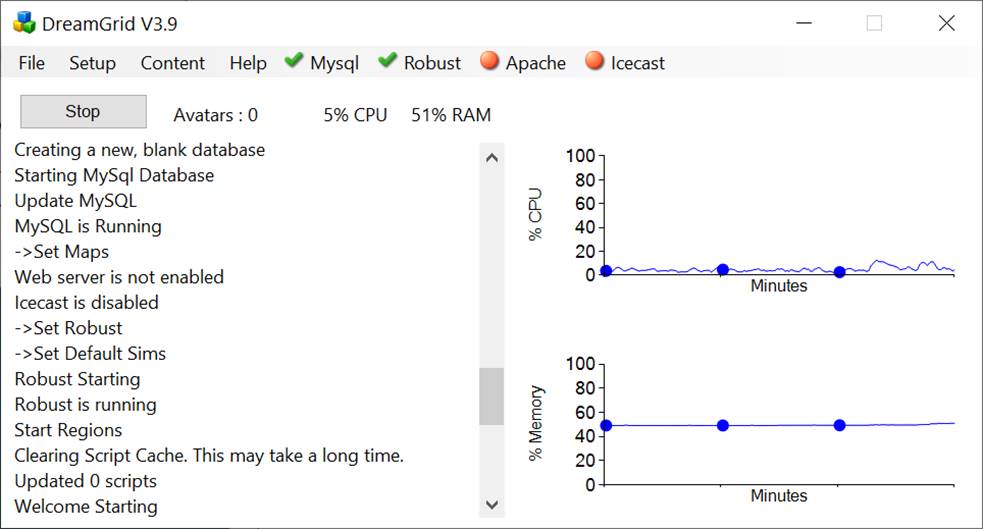 DreamGrid V3.9
File Setup Content Help Mysql Robust Apache Icecast
Stop Avatars : 0 5% CPU 51% RAM
Creating a new, blank database
Starting MySql Database
Update MySQL
MySQL is Running
->Set Maps
Web server is not enabled
Icecast is disabled
->Set Robust
->Set Default Sims
Robust Starting
Robust is running
Start Regions
Clearing Script Cache. This may take a long time.
Updated 0 scripts
Welcome Starting
% CPU
100
80
60
40
20
0
Minutes
% Memory
100
80
60
40
20
0
Minutes